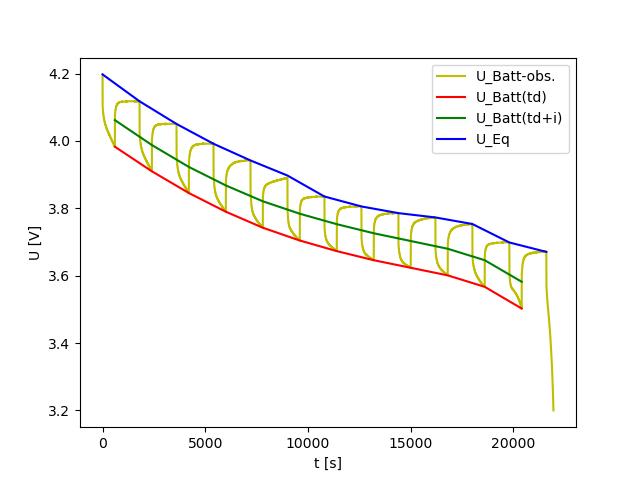 4.2
4.0
3.8
3.6
3.4
3.2
U [V]
0
5000
10000
15000
20000
t [s]
U_Batt-obs.
U_Batt(td)
U_Batt(td+i)
U_Eq